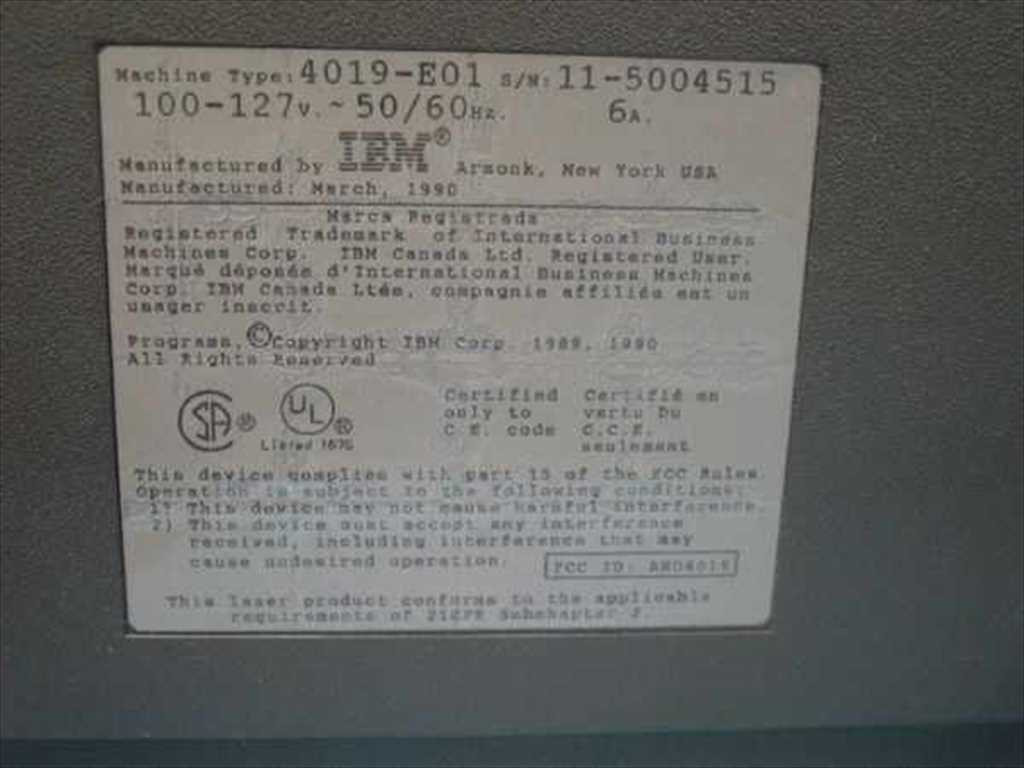 Machine Type: 4019-E01 S/N: 11-5004515
100-127v. ~ 50/60Hz. 6A.
Manufactured by IBM® Armonk, New York USA
Manufactured: March, 1990
Marca Registrada
Registered Trademark of International Business
Machines Corp. IBM Canada Ltd. Registered User.
Marqué déposée d'International Business Machines
Corp. IBM Canada Ltée, compagnie affiliée est un
usager inscrit.
Programs, ©Copyright IBM Corp. 1989, 1990
All Rights Reserved
SA® UL®
Listed
Certified Certifié en
only to vertu Du
C.E. code C.C.E.
seulement
This device complies with part 15 of the FCC Rules.
Operation is subject to the following conditions:
1) This device may not cause harmful interference.
2) This device must accept any interference
received, including interference that may
cause undesired operation.
FCC ID:
This laser product conforms to the applicable
requirements of 21CFR Subchapter J.